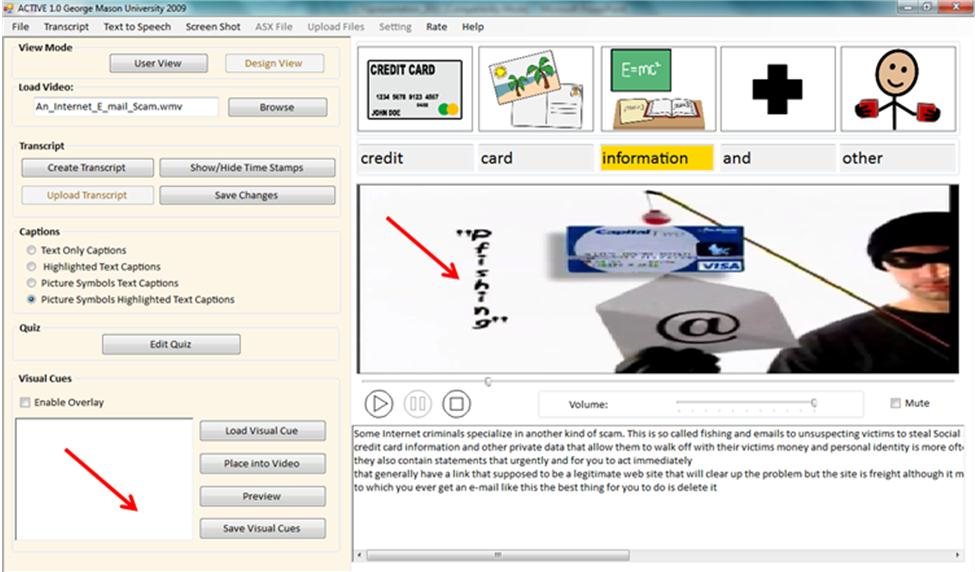 ACTIVE 1.0 George Mason University 2009
File Transcript Text to Speech Screen Shot ASX File Upload Files Setting Rate Help
View Mode
User View Design View
Load Video:
An_Internet_E_mail_Scam.wmv Browse
Transcript
Create Transcript Show/Hide Time Stamps
Upload Transcript Save Changes
Captions
Text Only Captions
Highlighted Text Captions
Picture Symbols Text Captions
Picture Symbols Highlighted Text Captions
Quiz
Edit Quiz
Visual Cues
Enable Overlay
Load Visual Cue
Place into Video
Preview
Save Visual Cues
CREDIT CARD
1234 5678 9123 4567
JOHN DOE
E=mc²
credit card information and other
"Pfishing"
Capital
VISA
@
Volume: Mute
Some Internet criminals specialize in another kind of scam. This is so called fishing and emails to unsuspecting victims to steal Social
credit card information and other private data that allow them to walk off with their victims money and personal identity is more oft
they also contain statements that urgently and for you to act immediately
that generally have a link that supposed to be a legitimate web site that will clear up the problem but the site is freight although it m
to which you ever get an e-mail like this the best thing for you to do is delete it